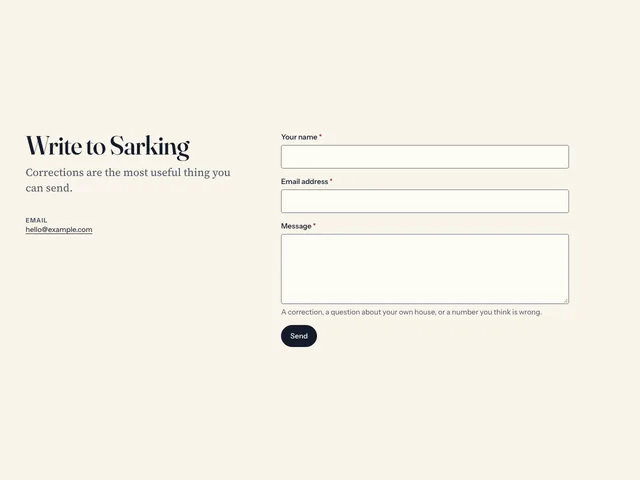 Write to Sarking
Corrections are the most useful thing you
can send.
EMAIL
hello@example.com
Your name *
Email address *
Message *
A correction, a question about your own house, or a number you think is wrong.
Send